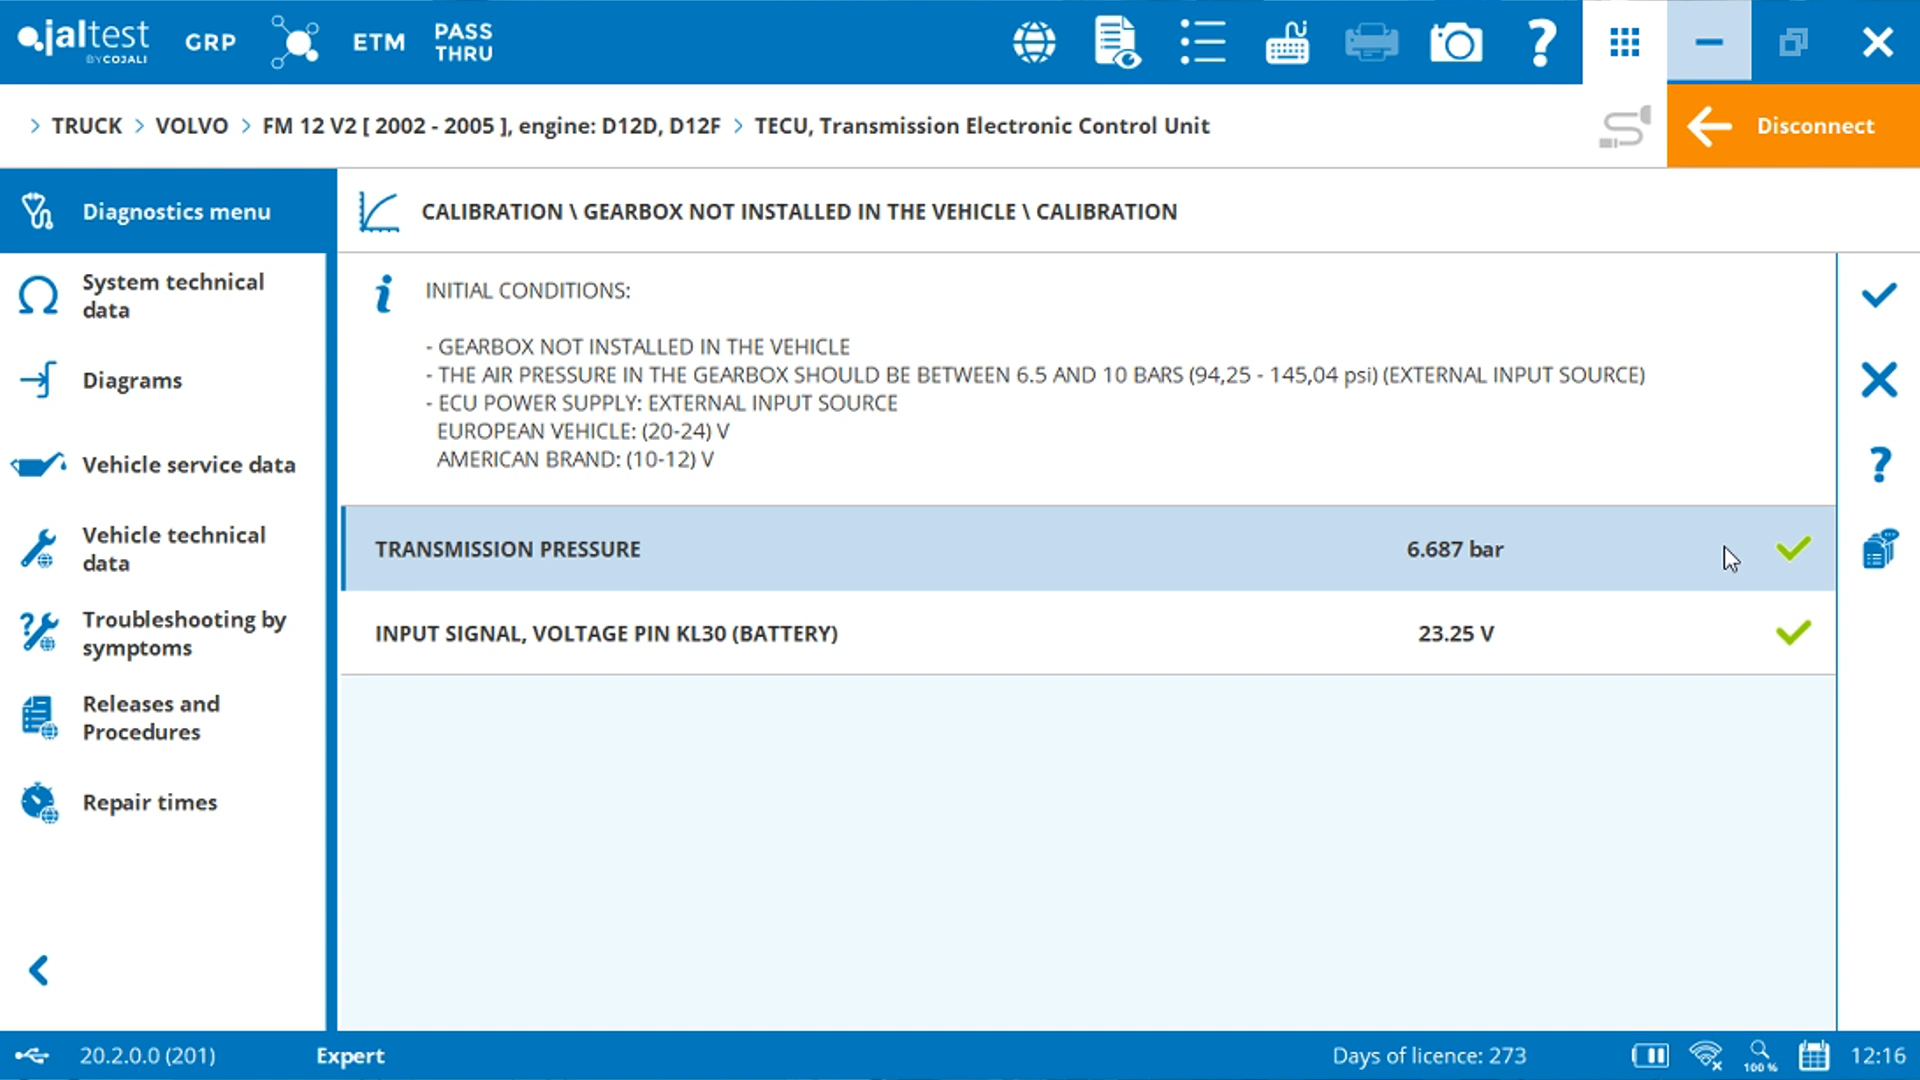 jaltest
BY COJALI
GRP
ETM
PASS
THRU
TRUCK > VOLVO > FM 12 V2 [ 2002 - 2005 ], engine: D12D, D12F > TECU, Transmission Electronic Control Unit
Disconnect
Diagnostics menu
System technical
data
Diagrams
Vehicle service data
Vehicle technical
data
Troubleshooting by
symptoms
Releases and
Procedures
Repair times
CALIBRATION \ GEARBOX NOT INSTALLED IN THE VEHICLE \ CALIBRATION
INITIAL CONDITIONS:
- GEARBOX NOT INSTALLED IN THE VEHICLE
- THE AIR PRESSURE IN THE GEARBOX SHOULD BE BETWEEN 6.5 AND 10 BARS (94,25 - 145,04 psi) (EXTERNAL INPUT SOURCE)
- ECU POWER SUPPLY: EXTERNAL INPUT SOURCE
EUROPEAN VEHICLE: (20-24) V
AMERICAN BRAND: (10-12) V
TRANSMISSION PRESSURE 6.687 bar
INPUT SIGNAL, VOLTAGE PIN KL30 (BATTERY) 23.25 V
20.2.0.0 (201)
Expert
Days of licence: 273
100 %
12:16